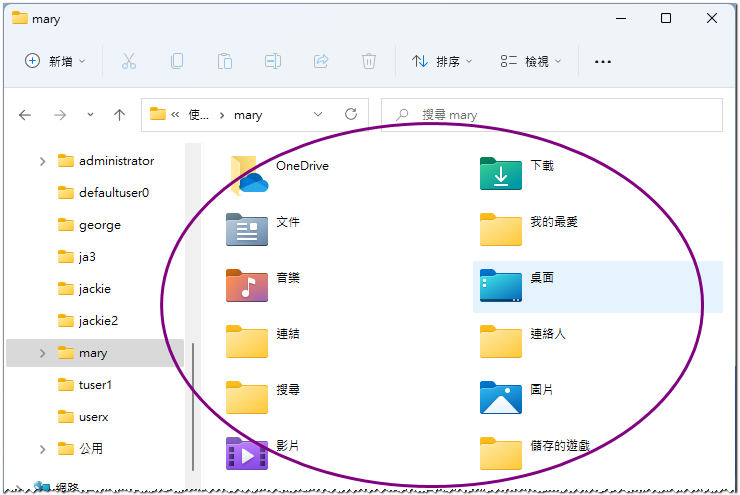 mary
新增
排序
檢視
使... mary
搜尋 mary
administrator
defaultuser0
george
ja3
jackie
jackie2
mary
tuser1
userx
公用
網路
OneDrive
下載
文件
我的最愛
音樂
桌面
連結
連絡人
搜尋
圖片
影片
儲存的遊戲